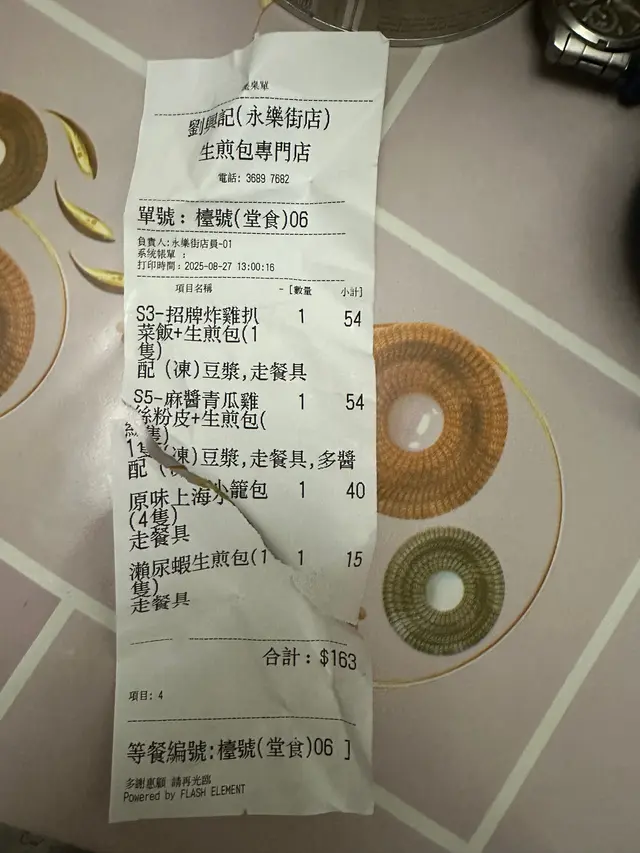 劉興記(永樂街店)
生煎包專門店
電話: 3689 7682
單號：檯號(堂食)06
負責人:永樂街店員-01
系統帳單 :
打印時間：2025-08-27 13:00:16
項目名稱 -[數量 小計]
S3-招牌炸雞扒 1 54
菜飯+生煎包(1
隻)
配 (凍)豆漿,走餐具
S5-麻醬青瓜雞 1 54
絲粉皮+生煎包(
1隻)
配 (凍)豆漿,走餐具,多醬
原味上海小籠包 1 40
(4隻)
走餐具
瀨尿蝦生煎包(1 1 15
隻)
走餐具
合計：$163
項目: 4
等餐編號:檯號(堂食)06 ]
多謝惠顧 請再光臨
Powered by FLASH ELEMENT